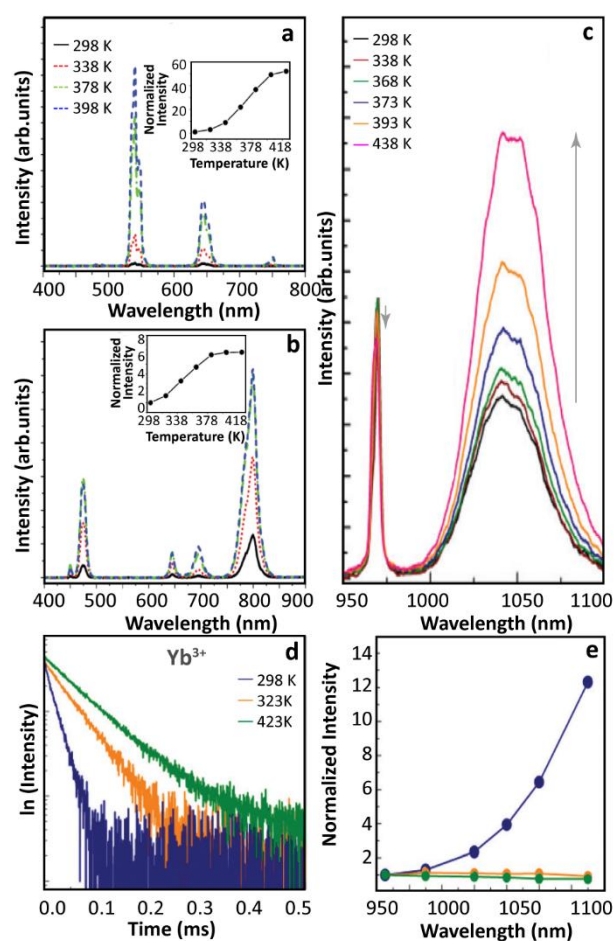 a
298 K
338 K
378 K
398 K
Normalized
Intensity
60
40
20
0
298 338 378 418
Temperature (K)
Intensity (arb.units)
400 500 600 700 800
Wavelength (nm)
b
Normalized
Intensity
8
6
4
2
0
298 338 378 418
Temperature (K)
Intensity (arb.units)
400 500 600 700 800 900
Wavelength (nm)
c
298 K
338 K
368 K
373 K
393 K
438 K
Intensity (arb.units)
950 1000 1050 1100
Wavelength (nm)
d
Yb³⁺
298 K
323K
423K
ln (Intensity)
0.0 0.1 0.2 0.3 0.4 0.5
Time (ms)
e
Normalized Intensity
14
12
10
8
6
4
2
950 1000 1050 1100
Wavelength (nm)